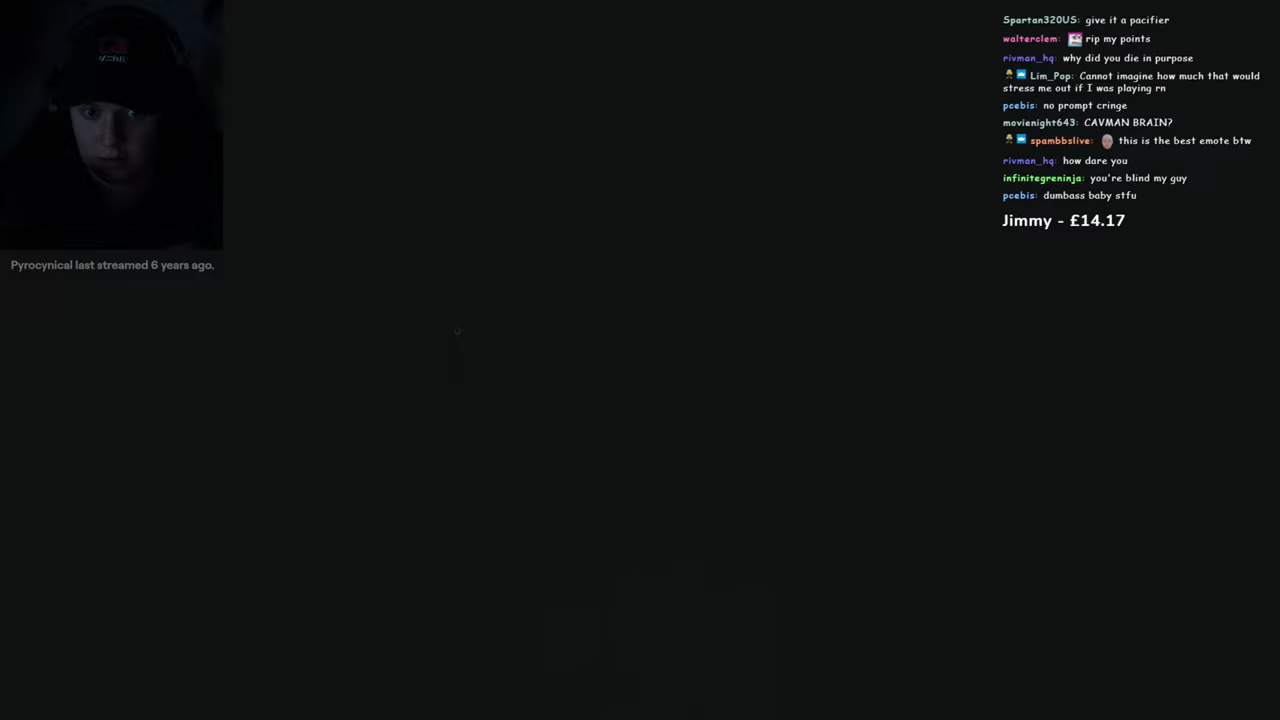 Spartan320US: give it a pacifier
walterclem: rip my points
rivman_hq: why did you die in purpose
Lim_Pop: Cannot imagine how much that would
stress me out if I was playing rn
pcebis: no prompt cringe
movienight643: CAVMAN BRAIN?
spambbslive: this is the best emote btw
rivman_hq: how dare you
infinitegreninja: you're blind my guy
pcebis: dumbass baby stfu
Jimmy - £14.17
Pyrocynical last streamed 6 years ago.